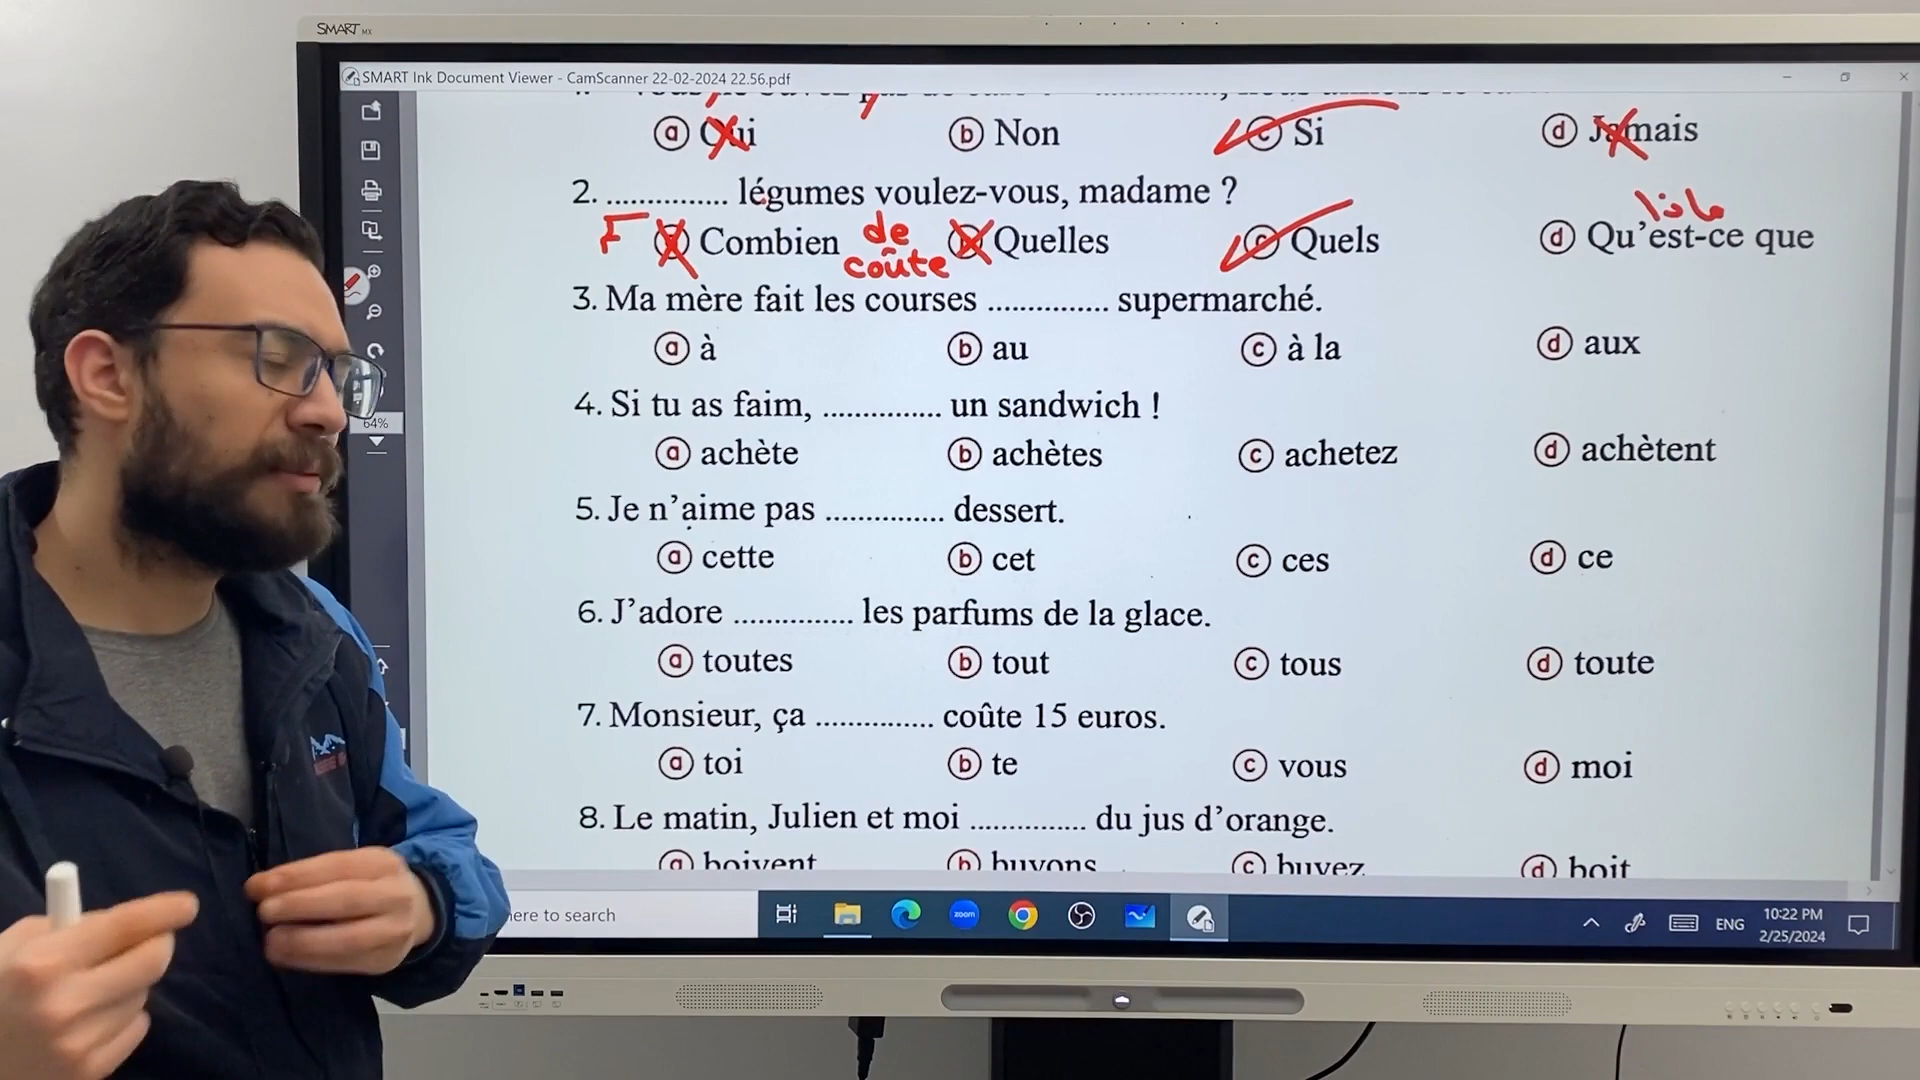 SMART MX
SMART Ink Document Viewer - CamScanner 22-02-2024 22.56.pdf
a Oui b Non c Si d Jamais
2. ............... légumes voulez-vous, madame ?
a Combien de coûte b Quelles c Quels d Qu'est-ce que
3. Ma mère fait les courses ............... supermarché.
a à b au c à la d aux
4. Si tu as faim, ............... un sandwich !
a achète b achètes c achetez d achètent
64%
5. Je n'aime pas ............... dessert.
a cette b cet c ces d ce
6. J'adore ............... les parfums de la glace.
a toutes b tout c tous d toute
7. Monsieur, ça ............... coûte 15 euros.
a toi b te c vous d moi
8. Le matin, Julien et moi ............... du jus d'orange.
a boivent b buvons c buvez d boit
here to search
zoom
ENG
10:22 PM
2/25/2024